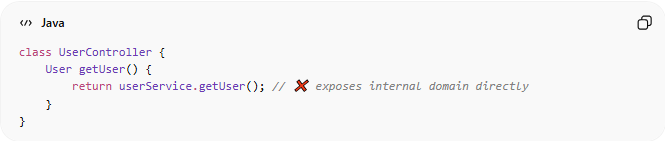 </> Java
class UserController {
    User getUser() {
        return userService.getUser(); // ❌ exposes internal domain directly
    }
}